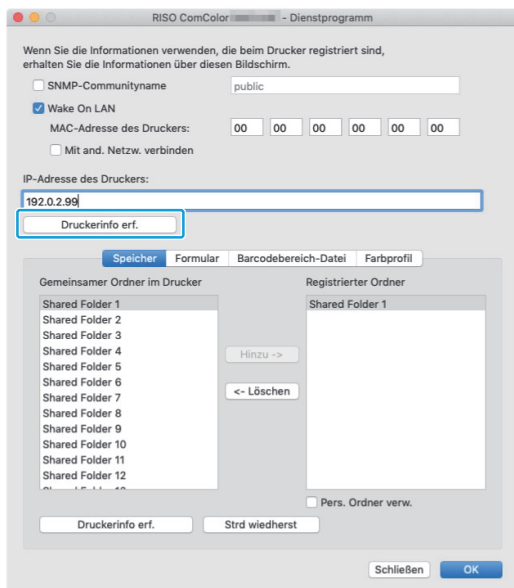 RISO ComColor - Dienstprogramm
Wenn Sie die Informationen verwenden, die beim Drucker registriert sind,
erhalten Sie die Informationen über diesen Bildschirm.
SNMP-Communityname public
Wake On LAN
MAC-Adresse des Druckers: 00 00 00 00 00 00
Mit and. Netzw. verbinden
IP-Adresse des Druckers:
192.0.2.99
Druckerinfo erf.
Speicher Formular Barcodebereich-Datei Farbprofil
Gemeinsamer Ordner im Drucker
Shared Folder 1
Shared Folder 2
Shared Folder 3
Shared Folder 4
Shared Folder 5
Shared Folder 6
Shared Folder 7
Shared Folder 8
Shared Folder 9
Shared Folder 10
Shared Folder 11
Shared Folder 12
Hinzu ->
<- Löschen
Registrierter Ordner
Shared Folder 1
Pers. Ordner verw.
Druckerinfo erf. Strd wiedherst
Schließen OK